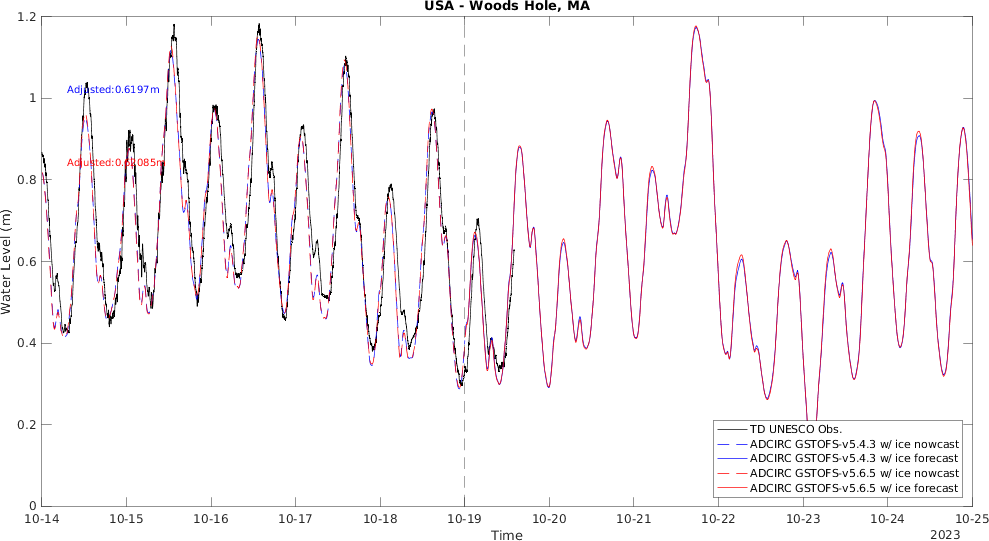 USA - Woods Hole, MA
1.2
1
0.8
0.6
0.4
0.2
0
Water Level (m)
Adjusted:0.6197m
Adjusted:0.62085m
TD UNESCO Obs.
ADCIRC GSTOFS-v5.4.3 w/ ice nowcast
ADCIRC GSTOFS-v5.4.3 w/ ice forecast
ADCIRC GSTOFS-v5.6.5 w/ ice nowcast
ADCIRC GSTOFS-v5.6.5 w/ ice forecast
10-14 10-15 10-16 10-17 10-18 10-19 10-20 10-21 10-22 10-23 10-24 10-25
Time
2023